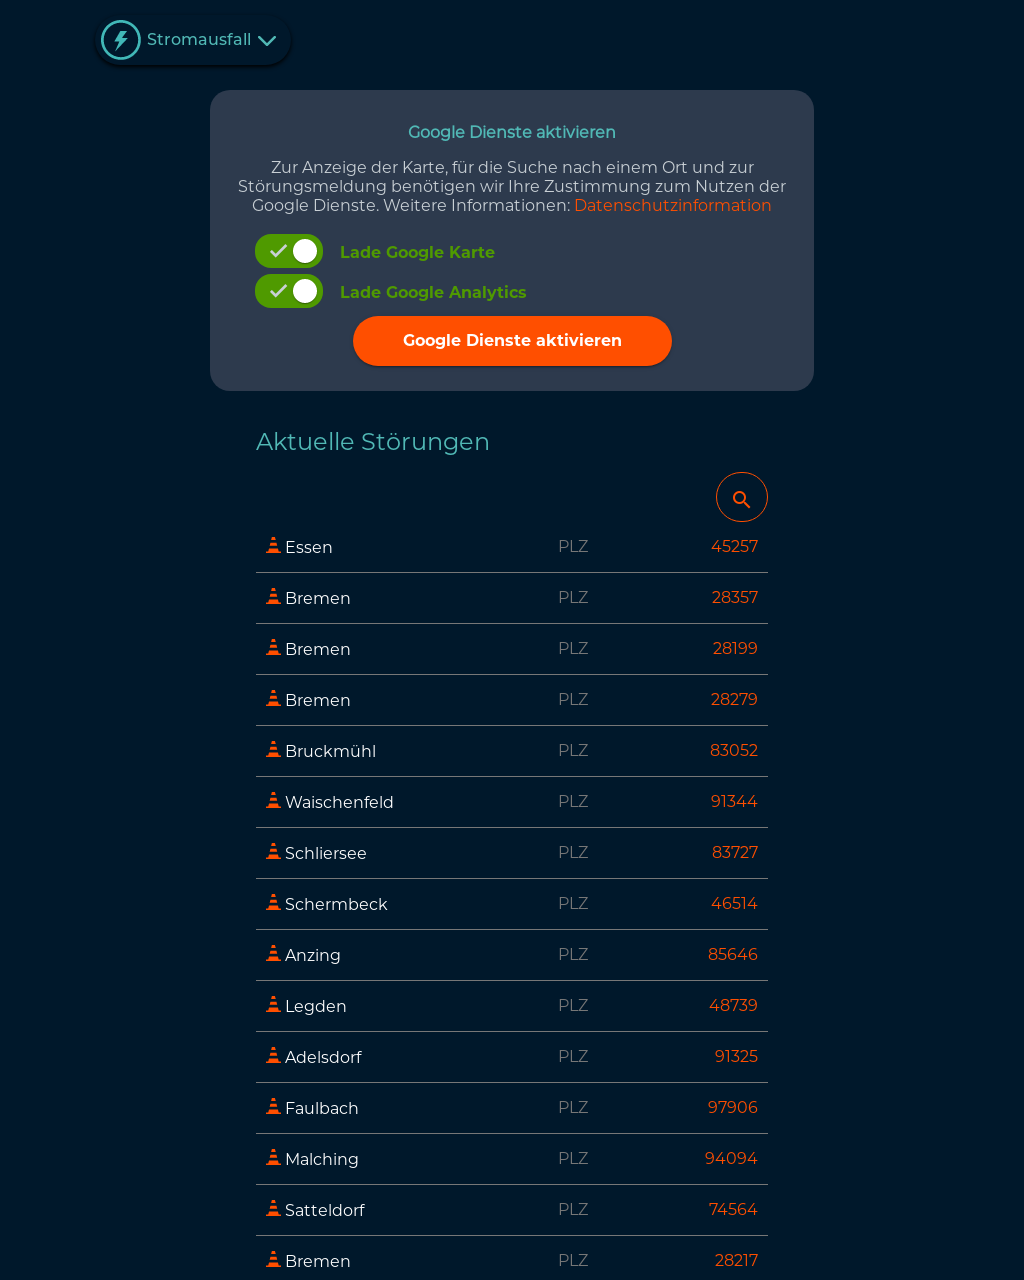 Stromausfall
Google Dienste aktivieren
Zur Anzeige der Karte, für die Suche nach einem Ort und zur
Störungsmeldung benötigen wir Ihre Zustimmung zum Nutzen der
Google Dienste. Weitere Informationen: Datenschutzinformation
Lade Google Karte
Lade Google Analytics
Google Dienste aktivieren
Aktuelle Störungen
Essen PLZ 45257
Bremen PLZ 28357
Bremen PLZ 28199
Bremen PLZ 28279
Bruckmühl PLZ 83052
Waischenfeld PLZ 91344
Schliersee PLZ 83727
Schermbeck PLZ 46514
Anzing PLZ 85646
Legden PLZ 48739
Adelsdorf PLZ 91325
Faulbach PLZ 97906
Malching PLZ 94094
Satteldorf PLZ 74564
Bremen PLZ 28217